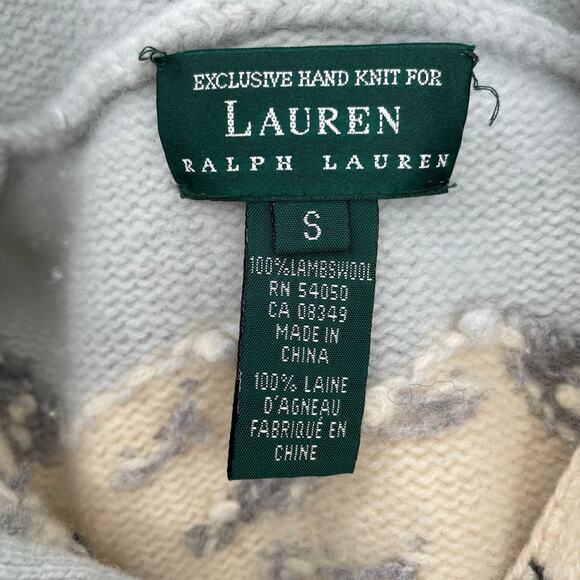 EXCLUSIVE HAND KNIT FOR
LAUREN
RALPH LAUREN
S
100%LAMBSWOOL
RN 54050
CA 08349
MADE IN
CHINA
100% LAINE
D'AGNEAU
FABRIQUÉ EN
CHINE